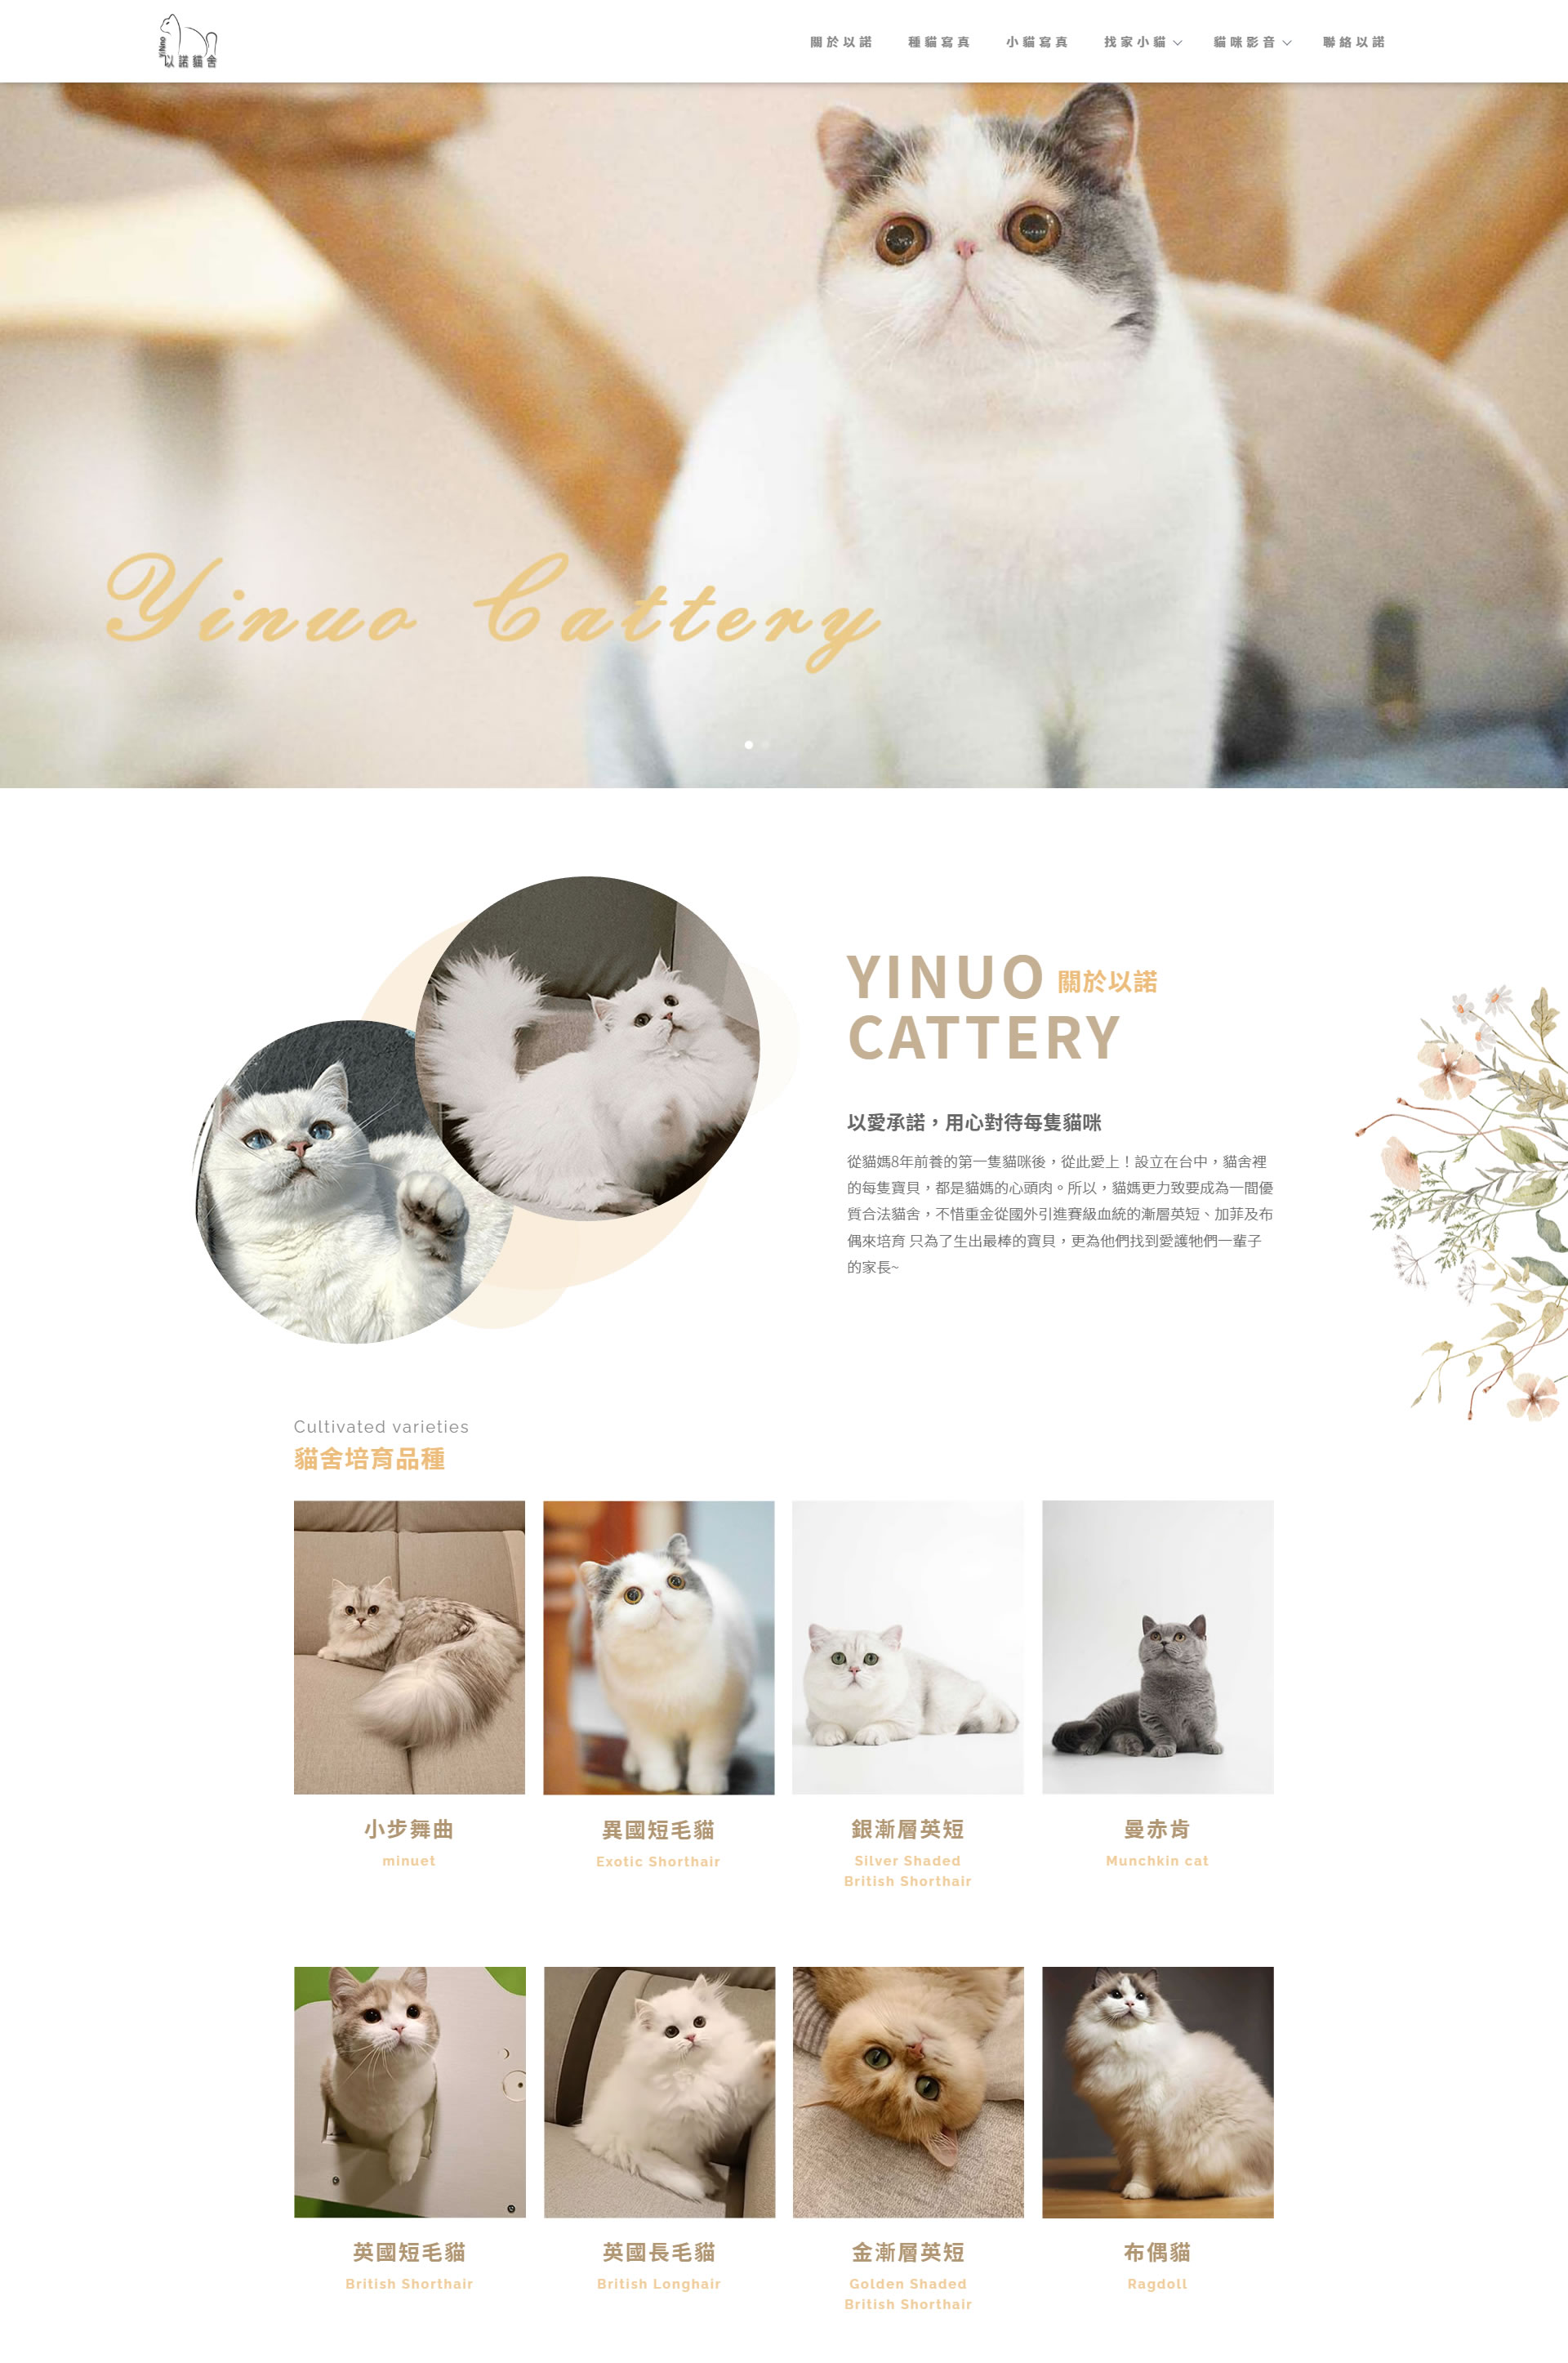 YiNuo
以諾貓舍
關於以諾
種貓寫真
小貓寫真
找家小貓
貓咪影音
聯絡以諾
Yinuo Cattery
YINUO 關於以諾
CATTERY
以愛承諾，用心對待每隻貓咪
從貓媽8年前養的第一隻貓咪後，從此愛上！設立在台中，貓舍裡
的每隻寶貝，都是貓媽的心頭肉。所以，貓媽更力致要成為一間優
質合法貓舍，不惜重金從國外引進賽級血統的漸層英短、加菲及布
偶來培育 只為了生出最棒的寶貝，更為他們找到愛護牠們一輩子
的家長~
Cultivated varieties
貓舍培育品種
小步舞曲
minuet
異國短毛貓
Exotic Shorthair
銀漸層英短
Silver Shaded
British Shorthair
曼赤肯
Munchkin cat
英國短毛貓
British Shorthair
英國長毛貓
British Longhair
金漸層英短
Golden Shaded
British Shorthair
布偶貓
Ragdoll